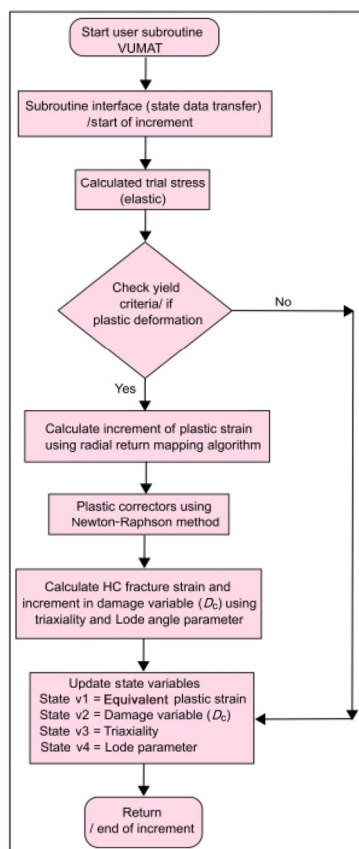 Start user subroutine
VUMAT
Subroutine interface (state data transfer)
/start of increment
Calculated trial stress
(elastic)
Check yield
criteria/ if
plastic deformation
No
Yes
Calculate increment of plastic strain
using radial return mapping algorithm
Plastic correctors using
Newton-Raphson method
Calculate HC fracture strain and
increment in damage variable (Dc) using
triaxiality and Lode angle parameter
Update state variables
State v1 = Equivalent plastic strain
State v2 = Damage variable (Dc)
State v3 = Triaxiality
State v4 = Lode parameter
Return
/ end of increment